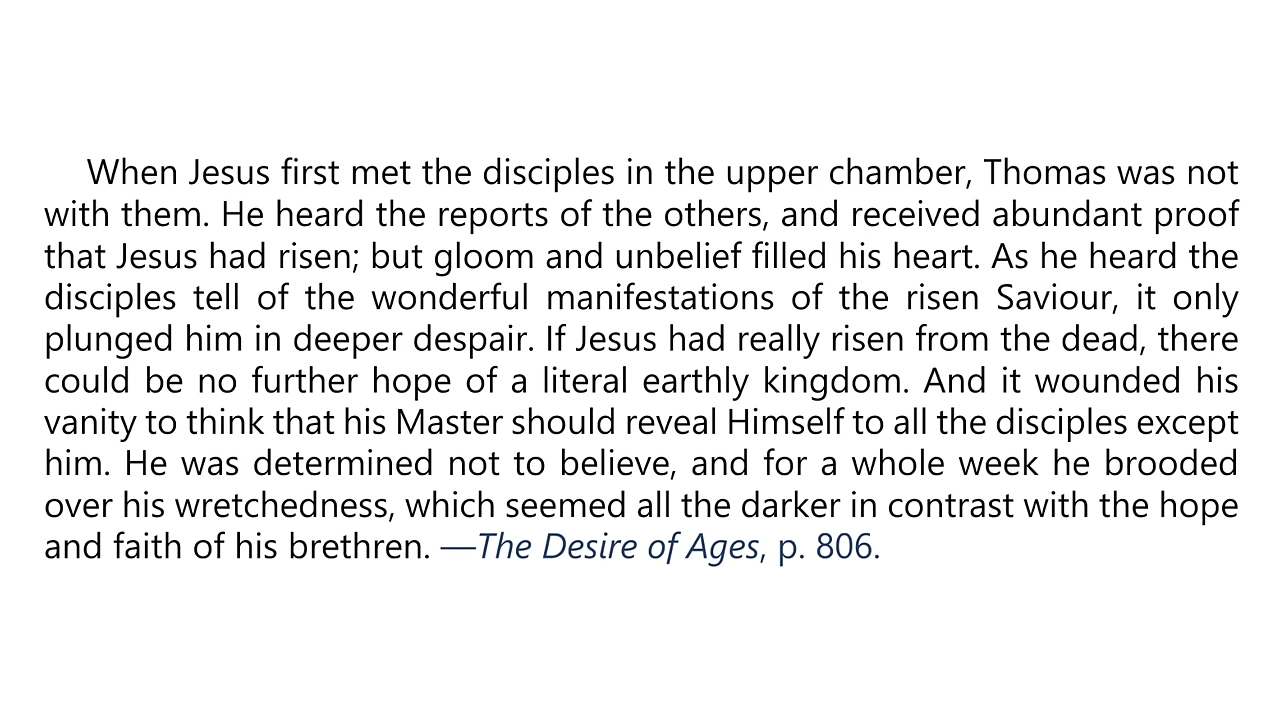 When Jesus first met the disciples in the upper chamber, Thomas was not
with them. He heard the reports of the others, and received abundant proof
that Jesus had risen; but gloom and unbelief filled his heart. As he heard the
disciples tell of the wonderful manifestations of the risen Saviour, it only
plunged him in deeper despair. If Jesus had really risen from the dead, there
could be no further hope of a literal earthly kingdom. And it wounded his
vanity to think that his Master should reveal Himself to all the disciples except
him. He was determined not to believe, and for a whole week he brooded
over his wretchedness, which seemed all the darker in contrast with the hope
and faith of his brethren. —The Desire of Ages, p. 806.